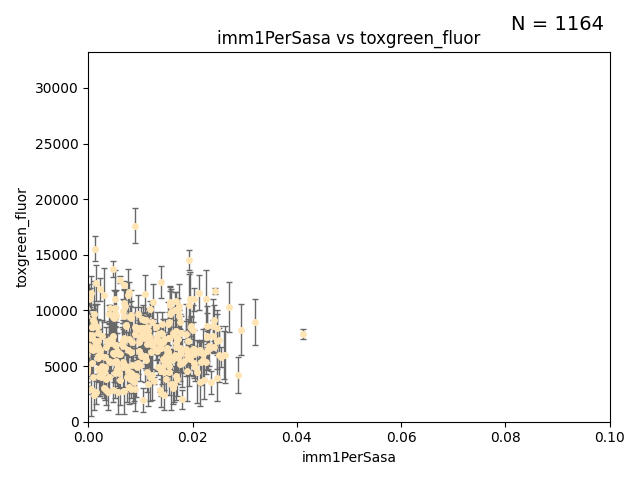 N = 1164
imm1PerSasa vs toxgreen_fluor
30000
25000
20000
15000
10000
5000
0
toxgreen_fluor
0.00 0.02 0.04 0.06 0.08 0.10
imm1PerSasa